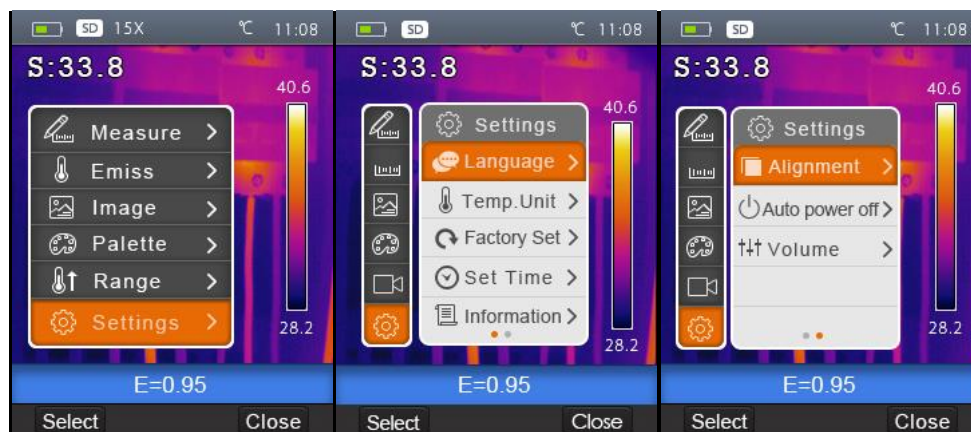 SD 15X ℃ 11:08
S:33.8
40.6
Measure >
Emiss >
Image >
Palette >
Range >
Settings >
28.2
E=0.95
Select Close
SD ℃ 11:08
S:33.8
40.6
Settings
Language >
Temp.Unit >
Factory Set >
Set Time >
Information >
28.2
E=0.95
Select Close
SD ℃ 11:08
S:33.8
40.6
Settings
Alignment >
Auto power off >
Volume >
28.2
E=0.95
Select Close